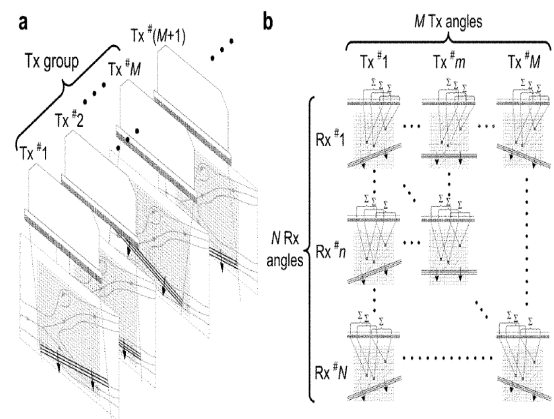 a
Tx group
Tx #1
Tx #2
Tx #M
Tx #(M+1)
b
M Tx angles
Tx #1 Tx #m Tx #M
N Rx angles
Rx #1
Σ Σ Σ Σ Σ Σ Σ Σ Σ
Rx #n
Σ Σ Σ Σ Σ Σ
Rx #N
Σ Σ Σ Σ Σ Σ